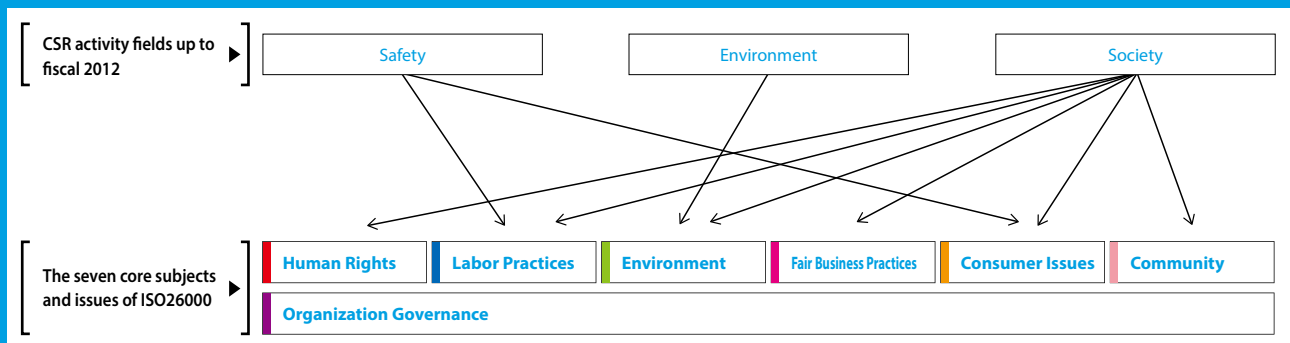 CSR activity fields up to
fiscal 2012
Safety
Environment
Society
The seven core subjects
and issues of ISO26000
Human Rights
Labor Practices
Environment
Fair Business Practices
Consumer Issues
Community
Organization Governance